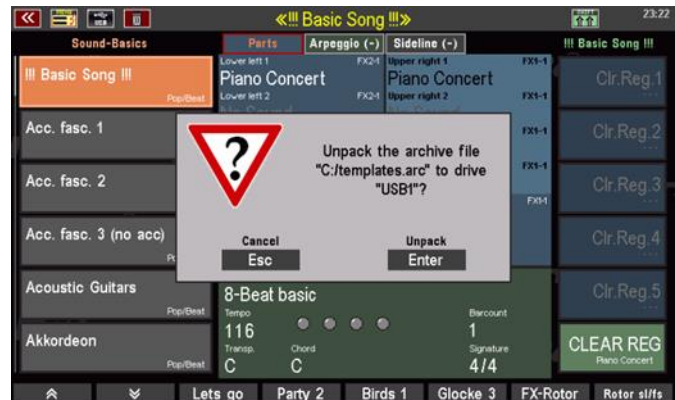 «!!! Basic Song !!!»
23:22
Sound-Basics
Parts
Arpeggio (-)
Sideline (-)
!!! Basic Song !!!
!!! Basic Song !!!
Pop/Beat
Acc. fasc. 1
Acc. fasc. 2
Acc. fasc. 3 (no acc)
Acoustic Guitars
Pop/Beat
Akkordeon
Pop/Beat
Lower left 1
FX2-1
Piano Concert
Lower left 2
FX2-1
No Sound
Upper right 1
FX1-1
Piano Concert
Upper right 2
FX1-1
No Sound
FX1-1
FX1-1
?
Unpack the archive file
"C:/templates.arc" to drive
"USB1"?
Cancel
Esc
Unpack
Enter
8-Beat basic
Tempo
116
Barcount
1
Transp.
C
Chord
C
Signature
4/4
Clr.Reg.1
Clr.Reg.2
Clr.Reg.3
Clr.Reg.4
Clr.Reg.5
CLEAR REG
Piano Concert
Lets go
Party 2
Birds 1
Glocke 3
FX-Rotor
Rotor sl/fs